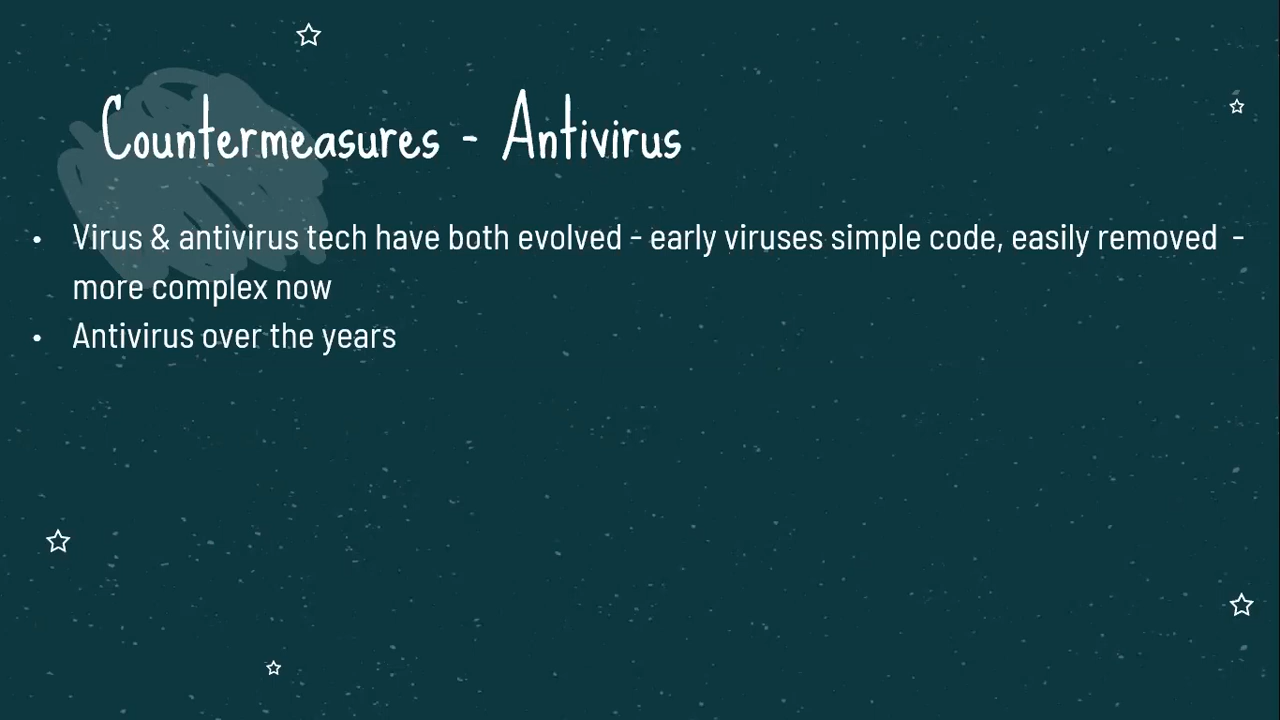 Countermeasures - Antivirus
• Virus & antivirus tech have both evolved - early viruses simple code, easily removed -
more complex now
• Antivirus over the years